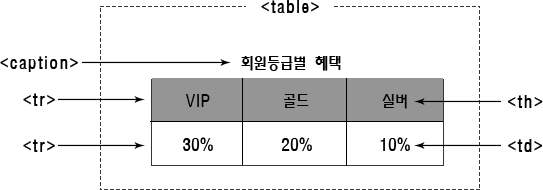 <table>
<caption> 회원등급별 혜택
<tr> VIP 골드 실버 <th>
<tr> 30% 20% 10% <td>